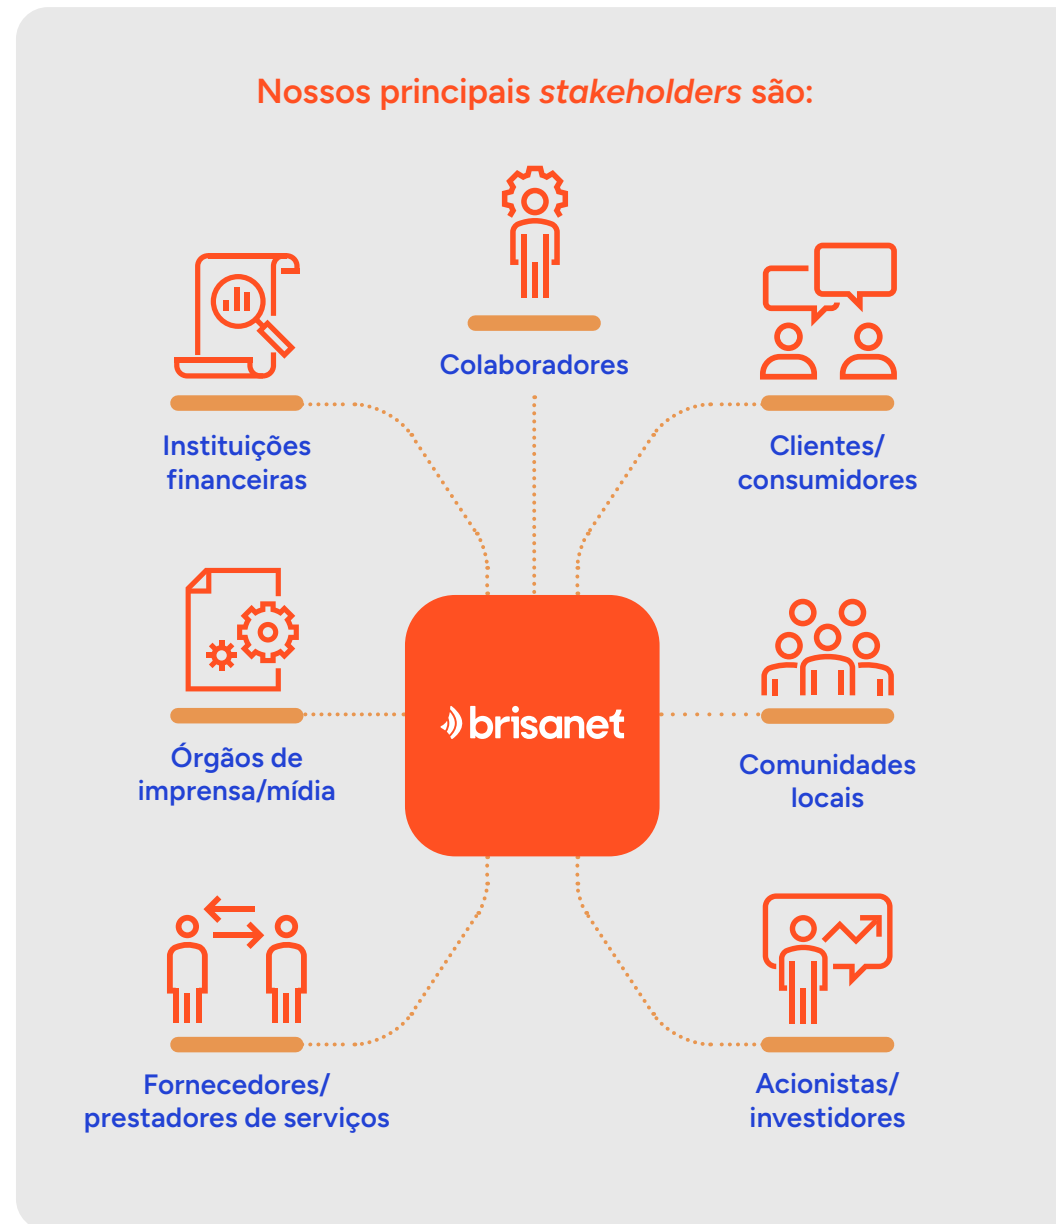 Nossos principais stakeholders são:
Colaboradores
Instituições
financeiras
Clientes/
consumidores
brisanet
Órgãos de
imprensa/mídia
Comunidades
locais
Fornecedores/
prestadores de serviços
Acionistas/
investidores